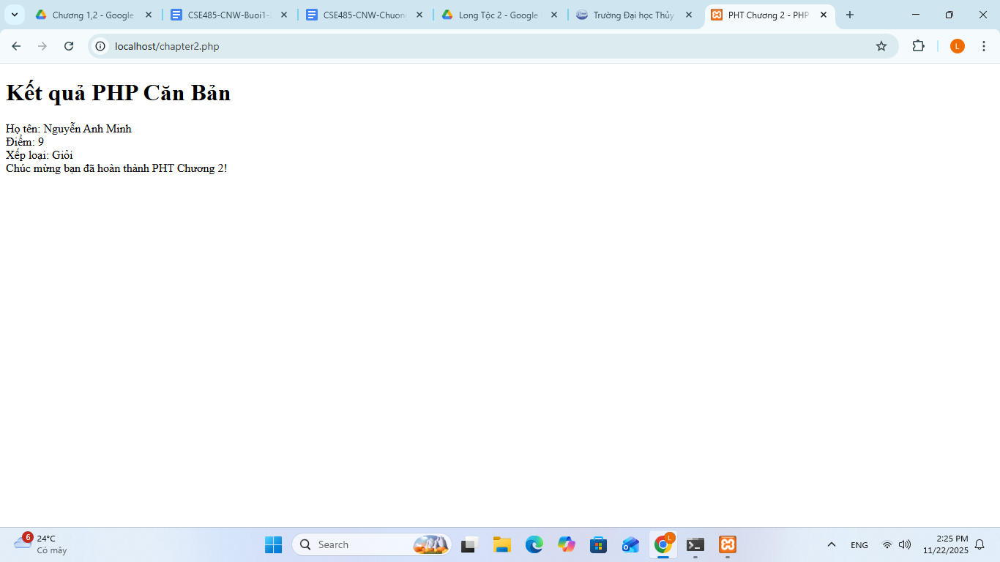 Chương 1,2 - Google
CSE485-CNW-Buoi1-
CSE485-CNW-Chuon
Long Tộc 2 - Google
Trường Đại học Thủy
PHT Chương 2 - PHP
localhost/chapter2.php
L
Kết quả PHP Căn Bản
Họ tên: Nguyễn Anh Minh
Điểm: 9
Xếp loại: Giỏi
Chúc mừng bạn đã hoàn thành PHT Chương 2!
6
24°C
Có mây
Search
L
ENG
2:25 PM
11/22/2025